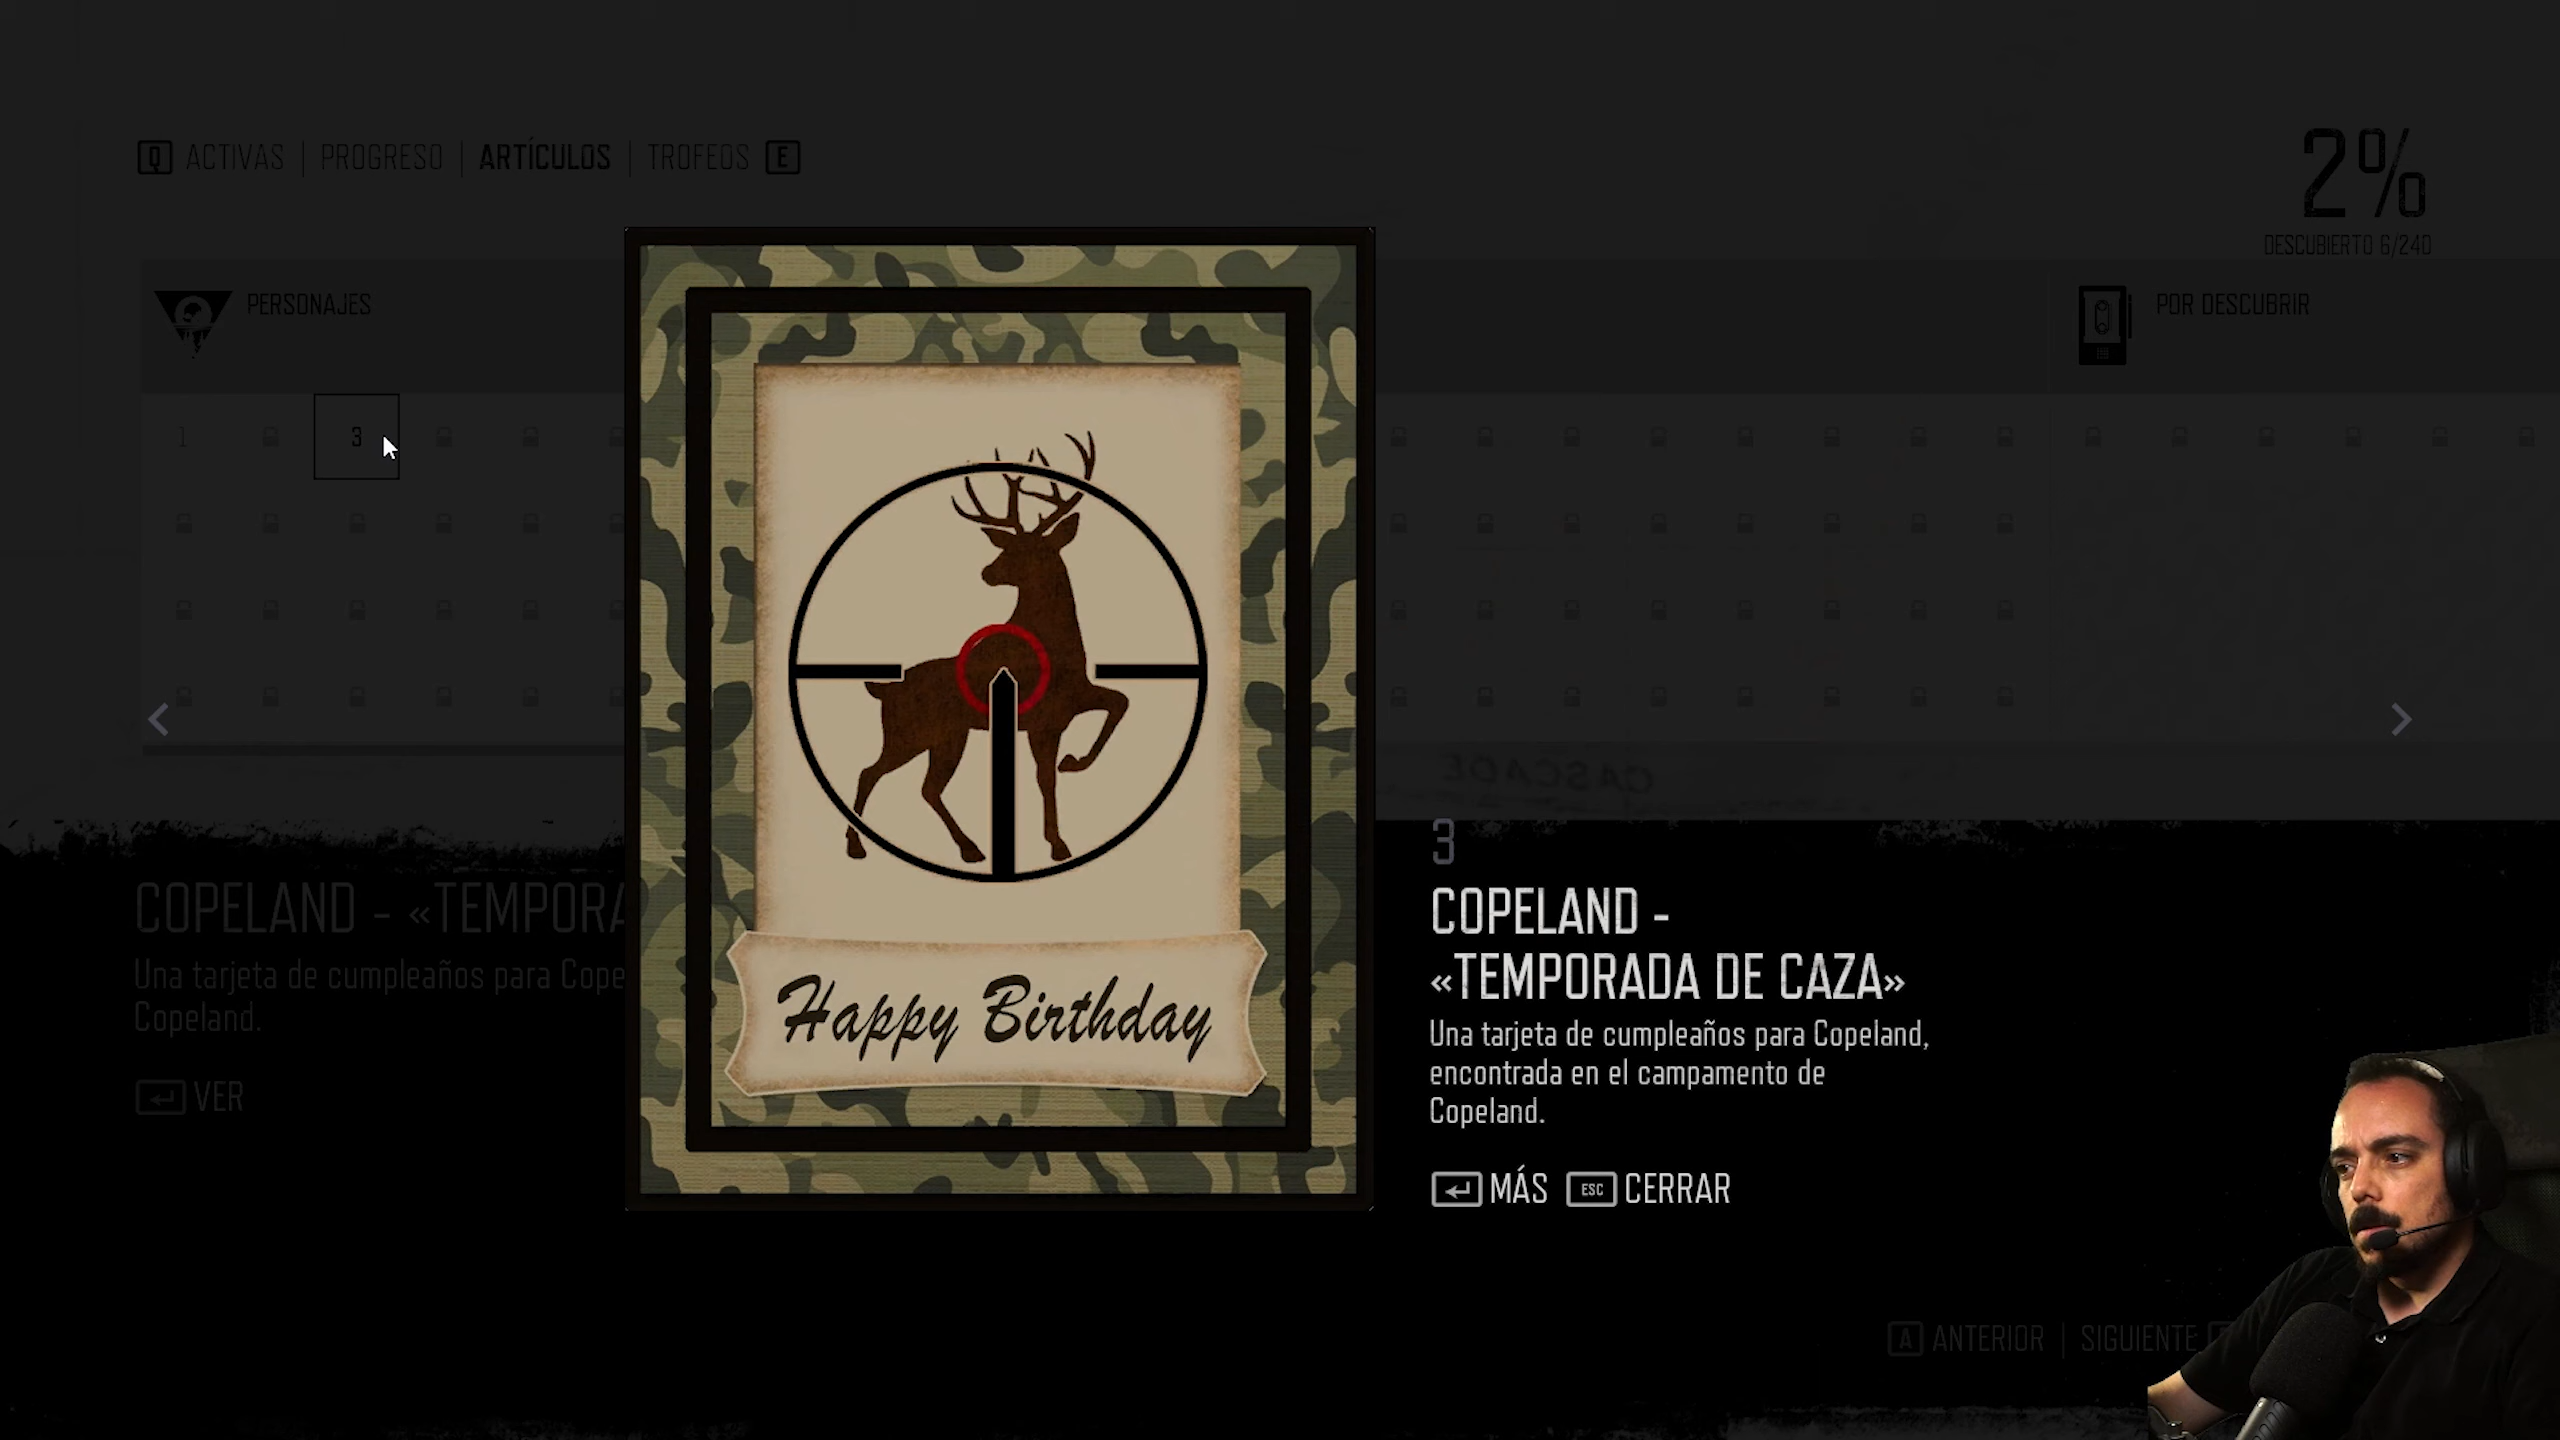 Q ACTIVAS | PROGRESO | ARTÍCULOS | TROFEOS E
2%
DESCUBIERTO 6/240
PERSONAJES
POR DESCUBRIR
1
3
CASCADE
Happy Birthday
COPELAND - «TEMPORA
Una tarjeta de cumpleaños para Cope
Copeland.
VER
3
COPELAND -
«TEMPORADA DE CAZA»
Una tarjeta de cumpleaños para Copeland,
encontrada en el campamento de
Copeland.
MÁS ESC CERRAR
A ANTERIOR | SIGUIENTE